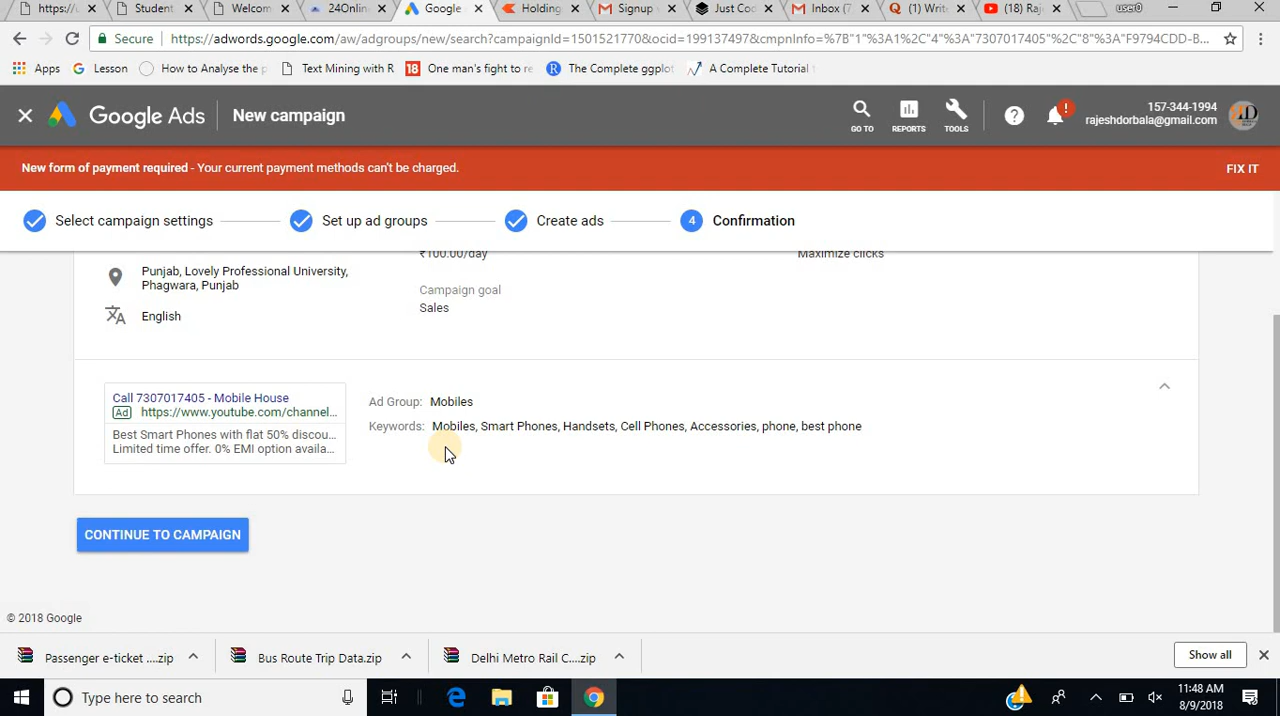 https://u
Student
Welcom
24Onlin
Google
Holding
Signup
Just Cod
Inbox (1
(1) Write
(18) Raje
user0
Secure
https://adwords.google.com/aw/adgroups/new/search?campaignId=1501521770&ocid=199137497&cmpnInfo=%7B"1"%3A1%2C"4"%3A"7307017405"%2C"8"%3A"F9794CDD-B...
Apps
Lesson
How to Analyse the p
Text Mining with R
18 One man's fight to re
R The Complete ggplot
A Complete Tutorial
Google Ads
New campaign
GO TO
REPORTS
TOOLS
157-344-1994
rajeshdorbala@gmail.com
New form of payment required - Your current payment methods can't be charged.
FIX IT
Select campaign settings
Set up ad groups
Create ads
4 Confirmation
₹100.00/day
Maximize clicks
Punjab, Lovely Professional University,
Phagwara, Punjab
Campaign goal
Sales
English
Call 7307017405 - Mobile House
Ad https://www.youtube.com/channel...
Best Smart Phones with flat 50% discou...
Limited time offer. 0% EMI option availa...
Ad Group: Mobiles
Keywords: Mobiles, Smart Phones, Handsets, Cell Phones, Accessories, phone, best phone
CONTINUE TO CAMPAIGN
© 2018 Google
Passenger e-ticket ....zip
Bus Route Trip Data.zip
Delhi Metro Rail C....zip
Show all
Type here to search
11:48 AM
8/9/2018